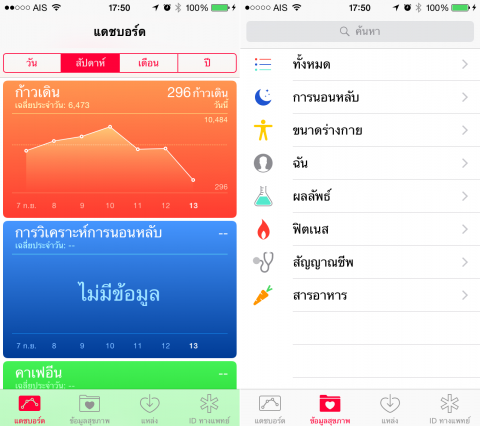 AIS 17:50 100%
แดชบอร์ด
วัน สัปดาห์ เดือน ปี
ก้าวเดิน 296 ก้าวเดิน
เฉลี่ยประจำวัน: 6,473 วันนี้
10,484
296
7 ก.ย. 8 9 10 11 12 13
การวิเคราะห์การนอนหลับ --
เฉลี่ยประจำวัน: --
ไม่มีข้อมูล
7 ก.ย. 8 9 10 11 12 13
คาเฟอีน --
เฉลี่ยประจำวัน: --
แดชบอร์ด ข้อมูลสุขภาพ แหล่ง ID ทางแพทย์
AIS 17:50 100%
ค้นหา
ทั้งหมด
การนอนหลับ
ขนาดร่างกาย
ฉัน
ผลลัพธ์
ฟิตเนส
สัญญาณชีพ
สารอาหาร
แดชบอร์ด ข้อมูลสุขภาพ แหล่ง ID ทางแพทย์